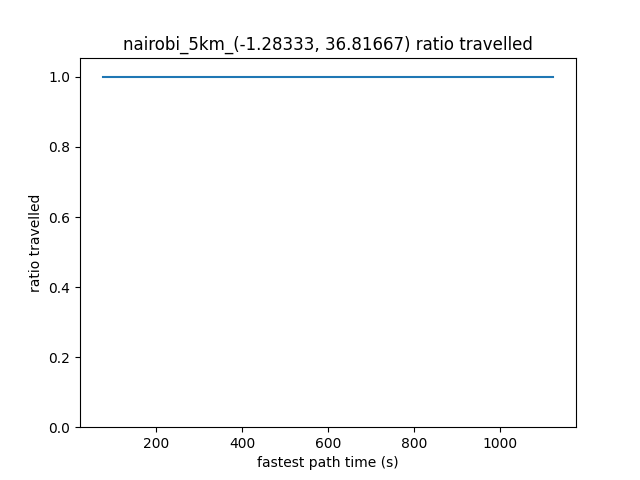 nairobi_5km_(-1.28333, 36.81667) ratio travelled
1.0
0.8
0.6
0.4
0.2
0.0
ratio travelled
200 400 600 800 1000
fastest path time (s)